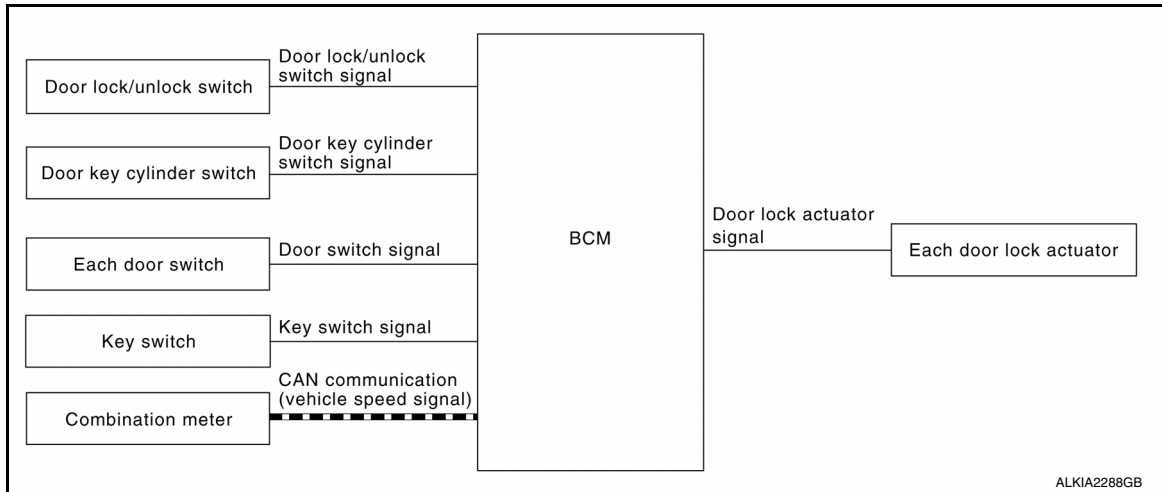 Door lock/unlock switch
Door lock/unlock
switch signal
Door key cylinder switch
Door key cylinder
switch signal
Each door switch
Door switch signal
Key switch
Key switch signal
Combination meter
CAN communication
(vehicle speed signal)
BCM
Door lock actuator
signal
Each door lock actuator
ALKIA2288GB